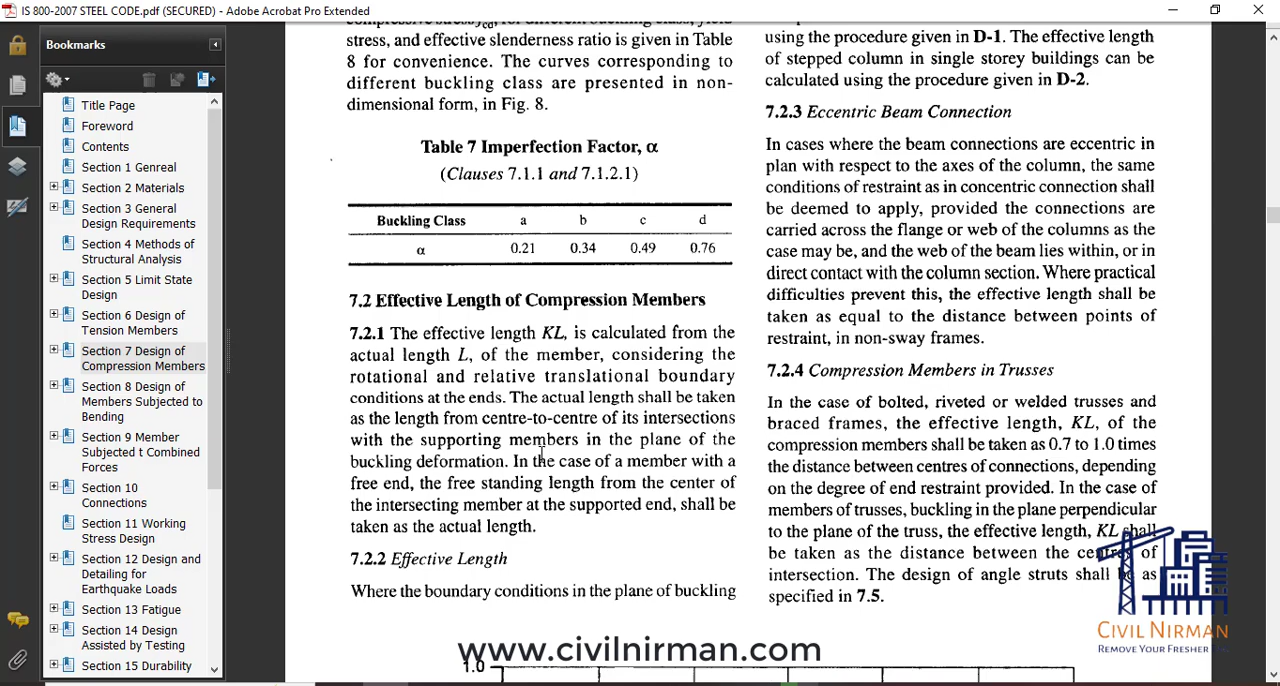 IS 800-2007 STEEL CODE.pdf (SECURED) - Adobe Acrobat Pro Extended
Bookmarks
Title Page
Foreword
Contents
Section 1 Genreal
Section 2 Materials
Section 3 General
Design Requirements
Section 4 Methods of
Structural Analysis
Section 5 Limit State
Design
Section 6 Design of
Tension Members
Section 7 Design of
Compression Members
Section 8 Design of
Members Subjected to
Bending
Section 9 Member
Subjected t Combined
Forces
Section 10
Connections
Section 11 Working
Stress Design
Section 12 Design and
Detailing for
Earthquake Loads
Section 13 Fatigue
Section 14 Design
Assisted by Testing
Section 15 Durability
compressive stress, fcd, for different buckling class, yield
stress, and effective slenderness ratio is given in Table
8 for convenience. The curves corresponding to
different buckling class are presented in non-
dimensional form, in Fig. 8.
Table 7 Imperfection Factor, α
(Clauses 7.1.1 and 7.1.2.1)
Buckling Class a b c d
α 0.21 0.34 0.49 0.76
7.2 Effective Length of Compression Members
7.2.1 The effective length KL, is calculated from the
actual length L, of the member, considering the
rotational and relative translational boundary
conditions at the ends. The actual length shall be taken
as the length from centre-to-centre of its intersections
with the supporting members in the plane of the
buckling deformation. In the case of a member with a
free end, the free standing length from the center of
the intersecting member at the supported end, shall be
taken as the actual length.
7.2.2 Effective Length
Where the boundary conditions in the plane of buckling
using the procedure given in D-1. The effective length
of stepped column in single storey buildings can be
calculated using the procedure given in D-2.
7.2.3 Eccentric Beam Connection
In cases where the beam connections are eccentric in
plan with respect to the axes of the column, the same
conditions of restraint as in concentric connection shall
be deemed to apply, provided the connections are
carried across the flange or web of the columns as the
case may be, and the web of the beam lies within, or in
direct contact with the column section. Where practical
difficulties prevent this, the effective length shall be
taken as equal to the distance between points of
restraint, in non-sway frames.
7.2.4 Compression Members in Trusses
In the case of bolted, riveted or welded trusses and
braced frames, the effective length, KL, of the
compression members shall be taken as 0.7 to 1.0 times
the distance between centres of connections, depending
on the degree of end restraint provided. In the case of
members of trusses, buckling in the plane perpendicular
to the plane of the truss, the effective length, KL shall
be taken as the distance between the centres of
intersection. The design of angle struts shall be as
specified in 7.5.
CIVIL NIRMAN
REMOVE YOUR FRESHER
www.civilnirman.com
1.0